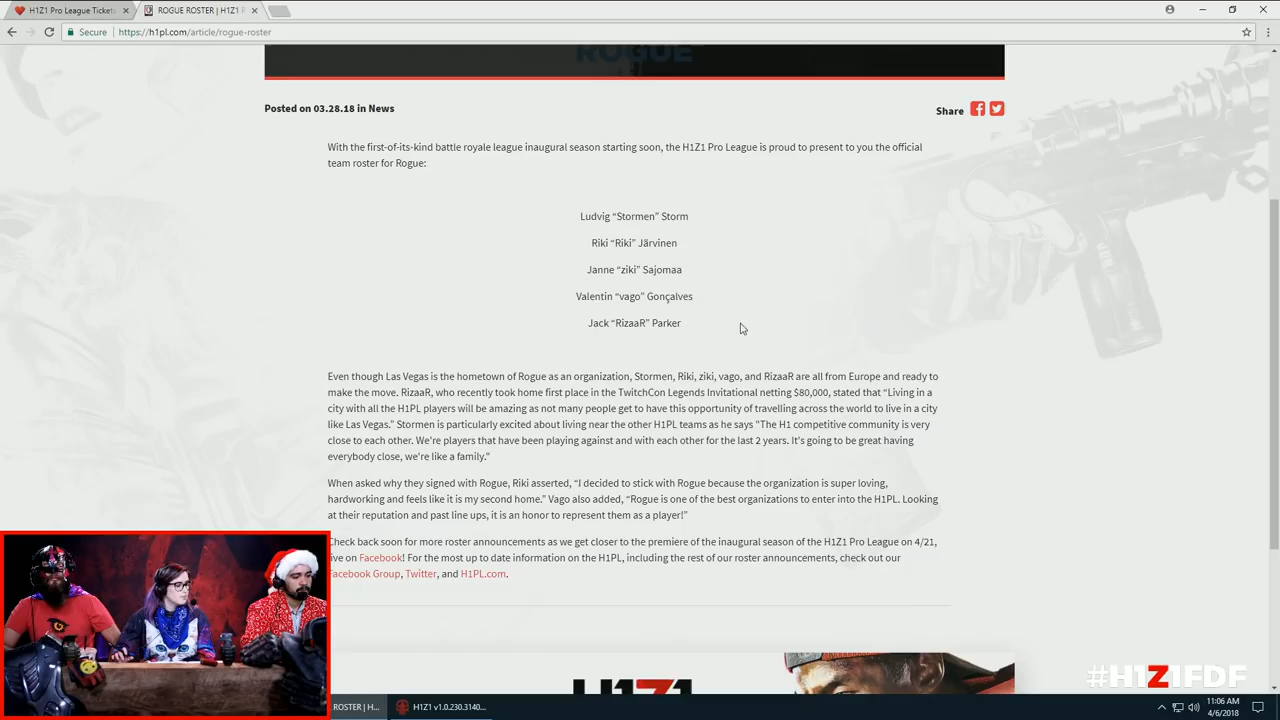 H1Z1 Pro League Tickets
ROGUE ROSTER | H1Z1 P
Secure
https://h1pl.com/article/rogue-roster
ROGUE
Posted on 03.28.18 in News
Share
With the first-of-its-kind battle royale league inaugural season starting soon, the H1Z1 Pro League is proud to present to you the official
team roster for Rogue:
Ludvig “Stormen” Storm
Riki “Riki” Järvinen
Janne “ziki” Sajomaa
Valentin “vago” Gonçalves
Jack “RizaaR” Parker
Even though Las Vegas is the hometown of Rogue as an organization, Stormen, Riki, ziki, vago, and RizaaR are all from Europe and ready to
make the move. RizaaR, who recently took home first place in the TwitchCon Legends Invitational netting $80,000, stated that “Living in a
city with all the H1PL players will be amazing as not many people get to have this opportunity of travelling across the world to live in a city
like Las Vegas.” Stormen is particularly excited about living near the other H1PL teams as he says "The H1 competitive community is very
close to each other. We're players that have been playing against and with each other for the last 2 years. It's going to be great having
everybody close, we're like a family."
When asked why they signed with Rogue, Riki asserted, “I decided to stick with Rogue because the organization is super loving,
hardworking and feels like it is my second home.” Vago also added, “Rogue is one of the best organizations to enter into the H1PL. Looking
at their reputation and past line ups, it is an honor to represent them as a player!”
Check back soon for more roster announcements as we get closer to the premiere of the inaugural season of the H1Z1 Pro League on 4/21,
live on Facebook! For the most up to date information on the H1PL, including the rest of our roster announcements, check out our
Facebook Group, Twitter, and H1PL.com.
H1Z1
#H1Z1FDF
ROSTER | H...
H1Z1 v1.0.230.3140...
11:06 AM
4/6/2018